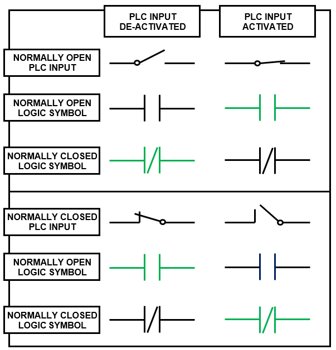 PLC INPUT
DE-ACTIVATED
PLC INPUT
ACTIVATED
NORMALLY OPEN
PLC INPUT
NORMALLY OPEN
LOGIC SYMBOL
NORMALLY CLOSED
LOGIC SYMBOL
NORMALLY CLOSED
PLC INPUT
NORMALLY OPEN
LOGIC SYMBOL
NORMALLY CLOSED
LOGIC SYMBOL